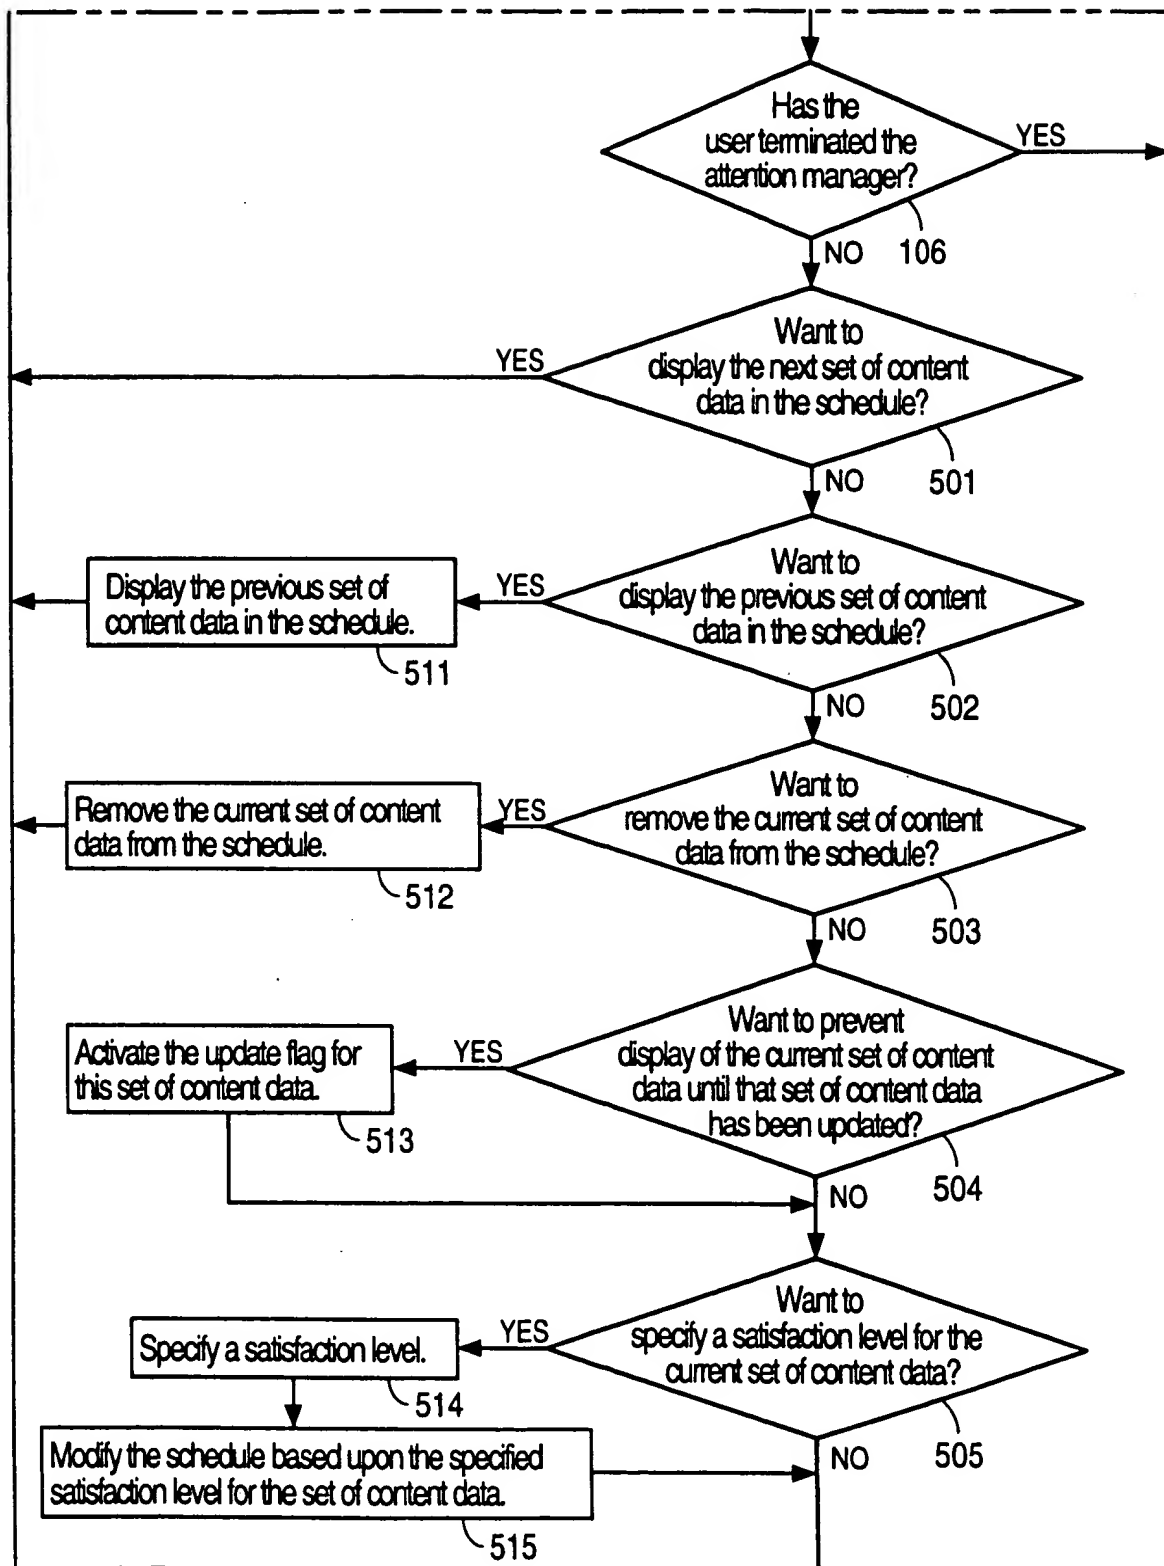 Has the
user terminated the
attention manager?
YES
NO
106
Want to
display the next set of content
data in the schedule?
YES
NO
501
Want to
display the previous set of content
data in the schedule?
YES
Display the previous set of
content data in the schedule.
511
NO
502
Want to
remove the current set of content
data from the schedule?
YES
Remove the current set of content
data from the schedule.
512
NO
503
Want to prevent
display of the current set of content
data until that set of content data
has been updated?
YES
Activate the update flag for
this set of content data.
513
NO
504
Want to
specify a satisfaction level for the
current set of content data?
YES
Specify a satisfaction level.
514
NO
505
Modify the schedule based upon the specified
satisfaction level for the set of content data.
515